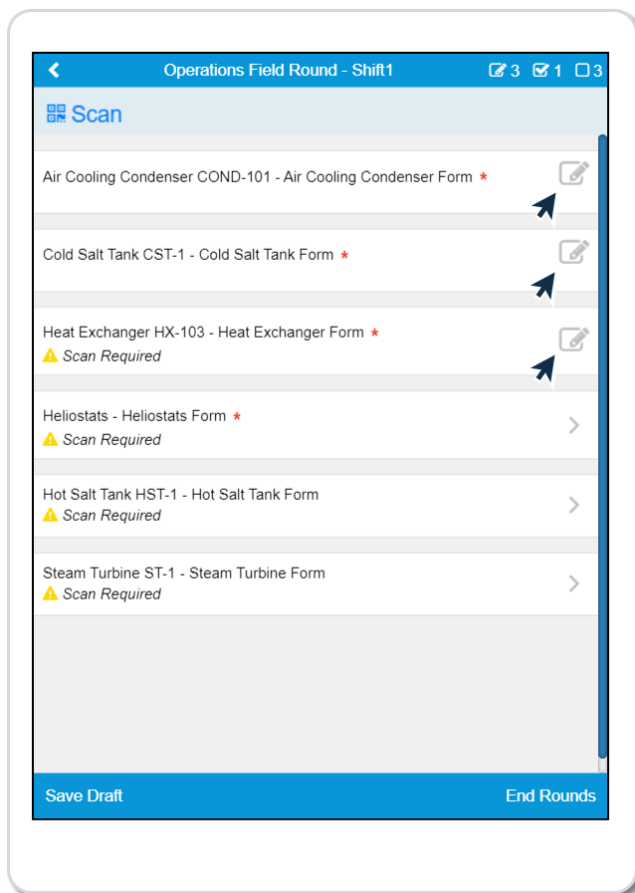 Operations Field Round - Shift1 3 1 3
Scan
Air Cooling Condenser COND-101 - Air Cooling Condenser Form *
Cold Salt Tank CST-1 - Cold Salt Tank Form *
Heat Exchanger HX-103 - Heat Exchanger Form *
Scan Required
Heliostats - Heliostats Form *
Scan Required
Hot Salt Tank HST-1 - Hot Salt Tank Form
Scan Required
Steam Turbine ST-1 - Steam Turbine Form
Scan Required
Save Draft End Rounds